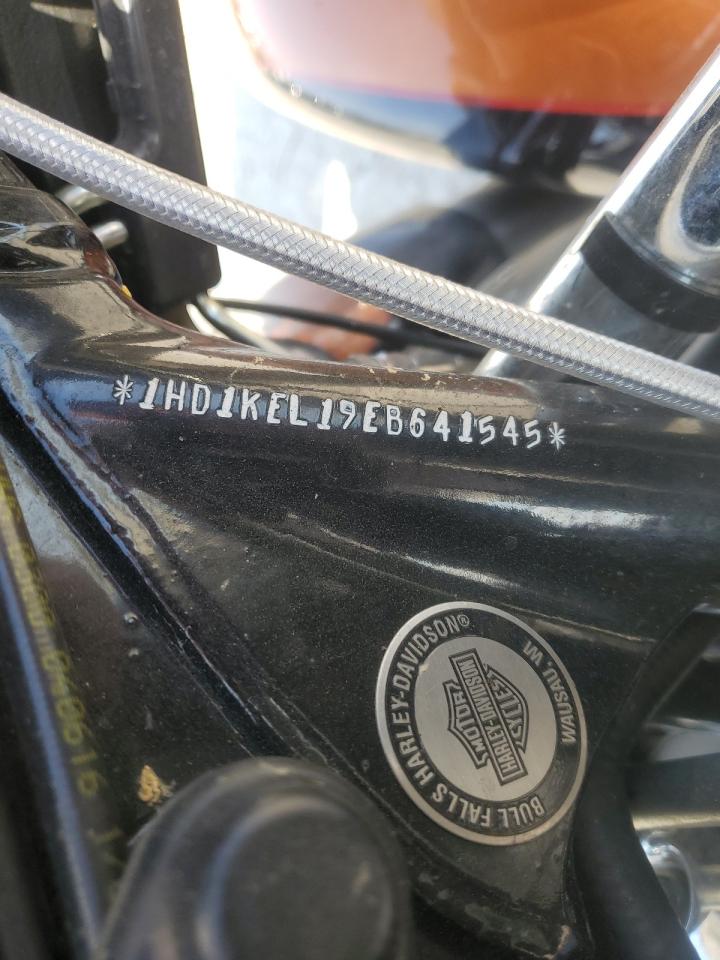 *1HD1KEL19EB641545*
BULL FALLS HARLEY-DAVIDSON®
WAUSAU, WI
MOTOR
HARLEY-DAVIDSON
CYCLES